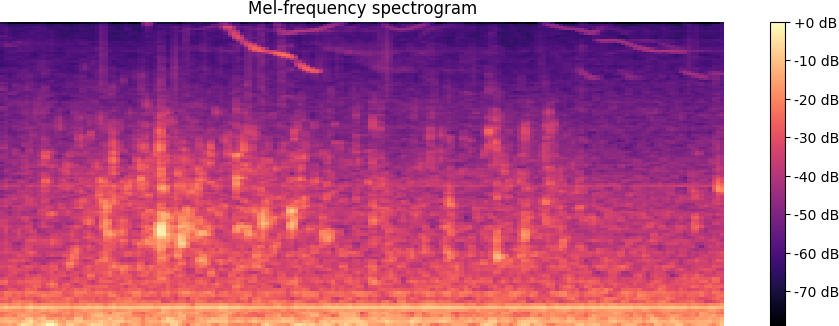 Mel-frequency spectrogram
+0 dB
-10 dB
-20 dB
-30 dB
-40 dB
-50 dB
-60 dB
-70 dB